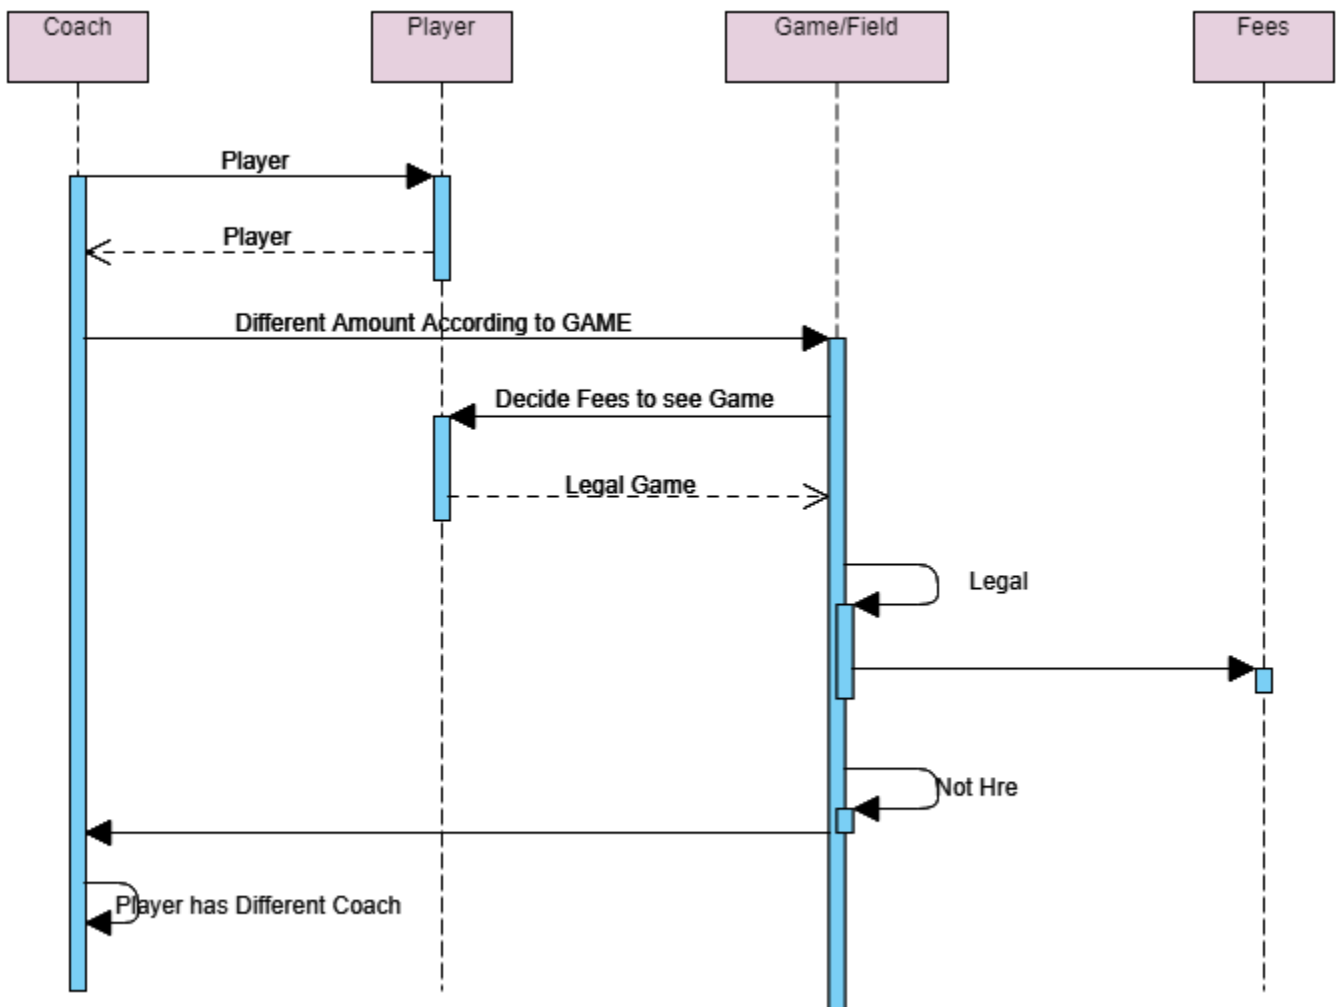 Coach
Player
Game/Field
Fees
Player
Player
Different Amount According to GAME
Decide Fees to see Game
Legal Game
Legal
Not Hre
Player has Different Coach